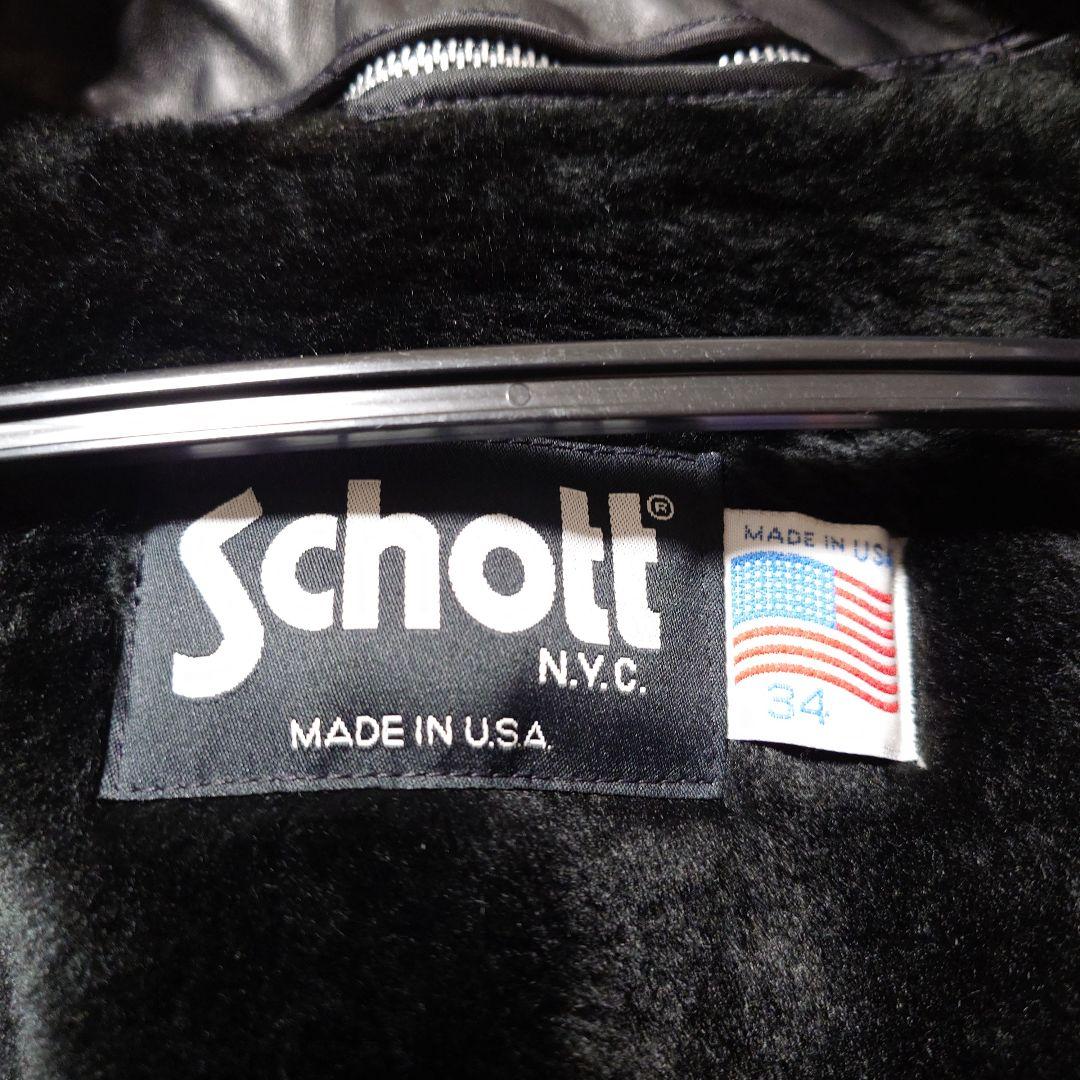 Schott®
N.Y.C.
MADE IN U.S.A.
MADE IN USA
34